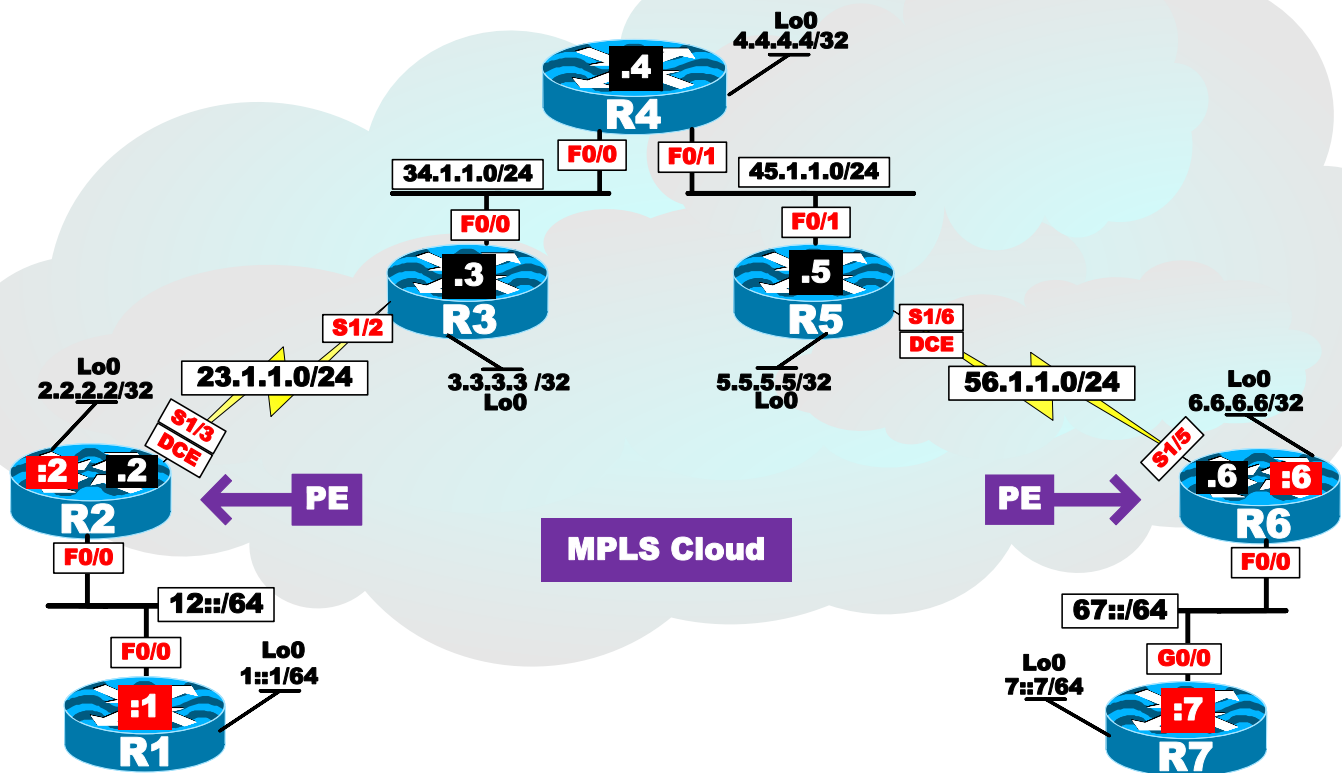 Lo0
4.4.4.4/32
.4
R4
F0/0
F0/1
34.1.1.0/24
45.1.1.0/24
F0/0
F0/1
.3
R3
.5
R5
S1/2
S1/6
DCE
23.1.1.0/24
3.3.3.3 /32
Lo0
5.5.5.5/32
Lo0
56.1.1.0/24
Lo0
2.2.2.2/32
Lo0
6.6.6.6/32
S1/3
DCE
S1/5
:2
.2
R2
PE
PE
.6
:6
R6
MPLS Cloud
F0/0
F0/0
12::/64
67::/64
F0/0
G0/0
Lo0
1::1/64
Lo0
7::7/64
:1
R1
:7
R7